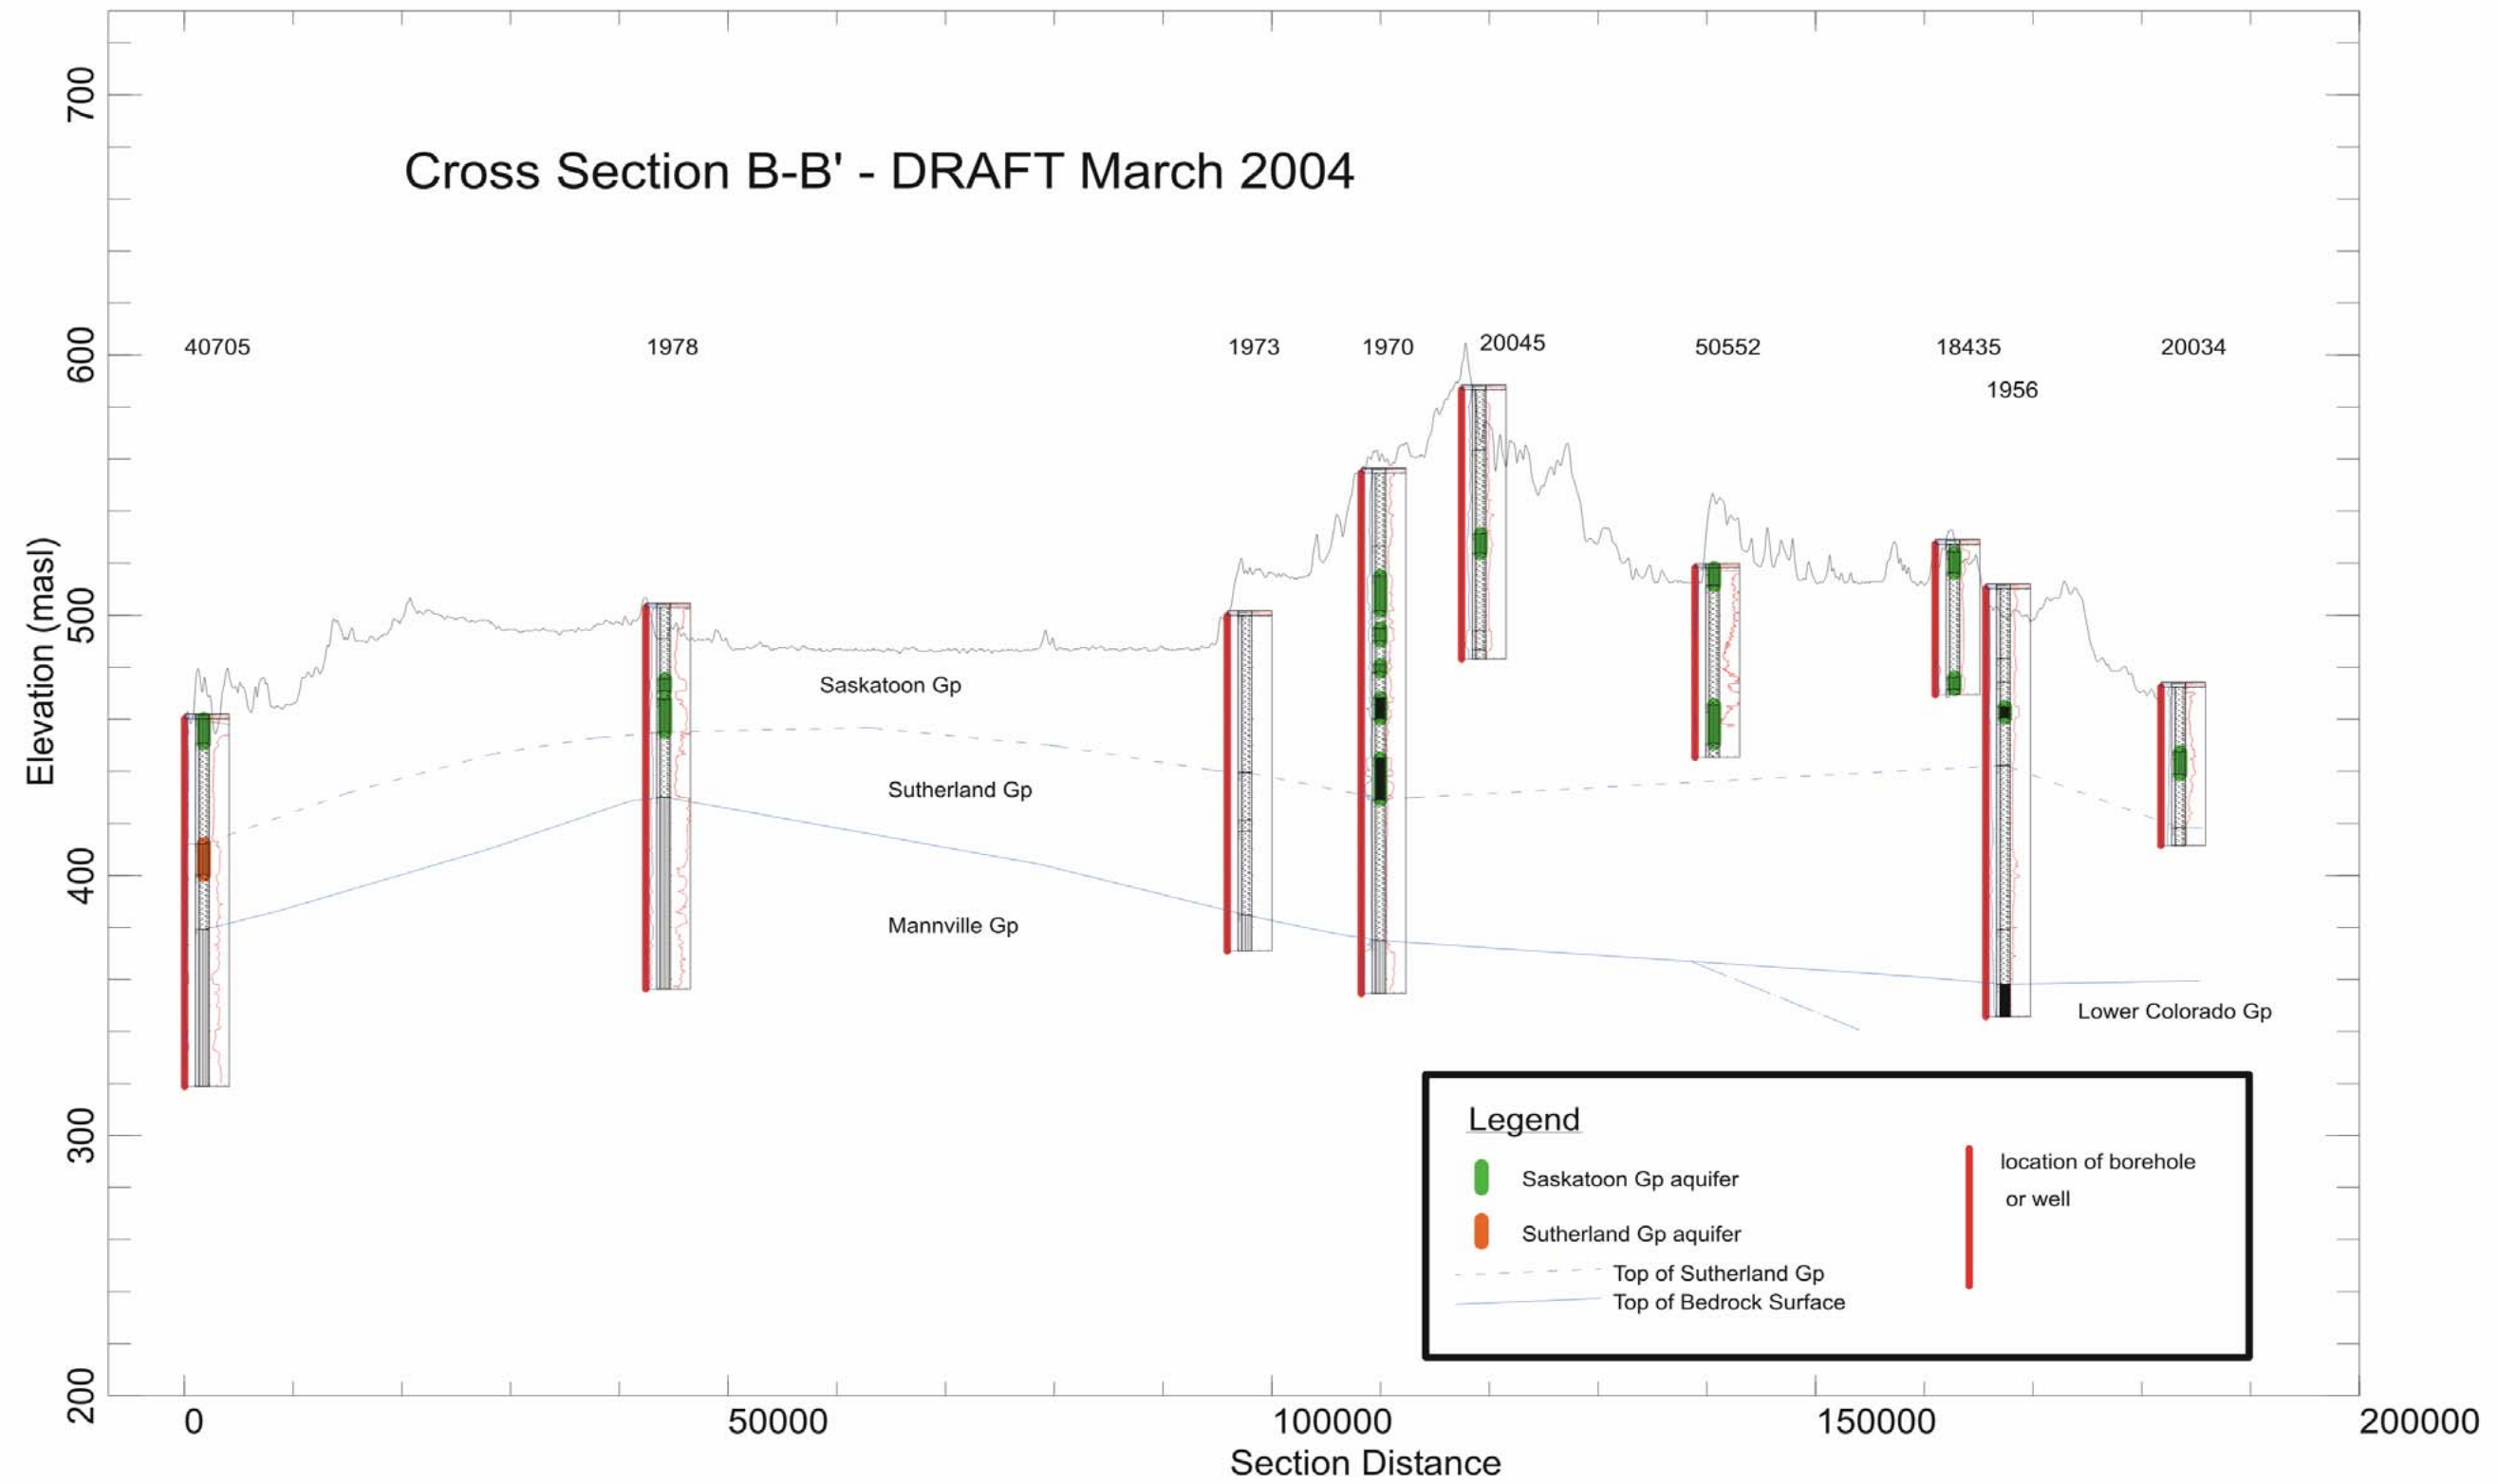 Cross Section B-B' - DRAFT March 2004
700
600
500
400
300
200
Elevation (masl)
40705
1978
1973
1970
20045
50552
18435
1956
20034
Saskatoon Gp
Sutherland Gp
Mannville Gp
Lower Colorado Gp
Legend
Saskatoon Gp aquifer
Sutherland Gp aquifer
Top of Sutherland Gp
Top of Bedrock Surface
location of borehole
or well
0
50000
100000
150000
200000
Section Distance